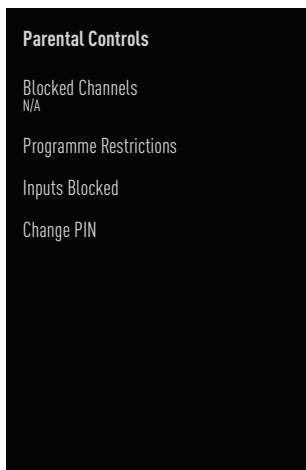 Parental Controls
Blocked Channels
N/A
Programme Restrictions
Inputs Blocked
Change PIN